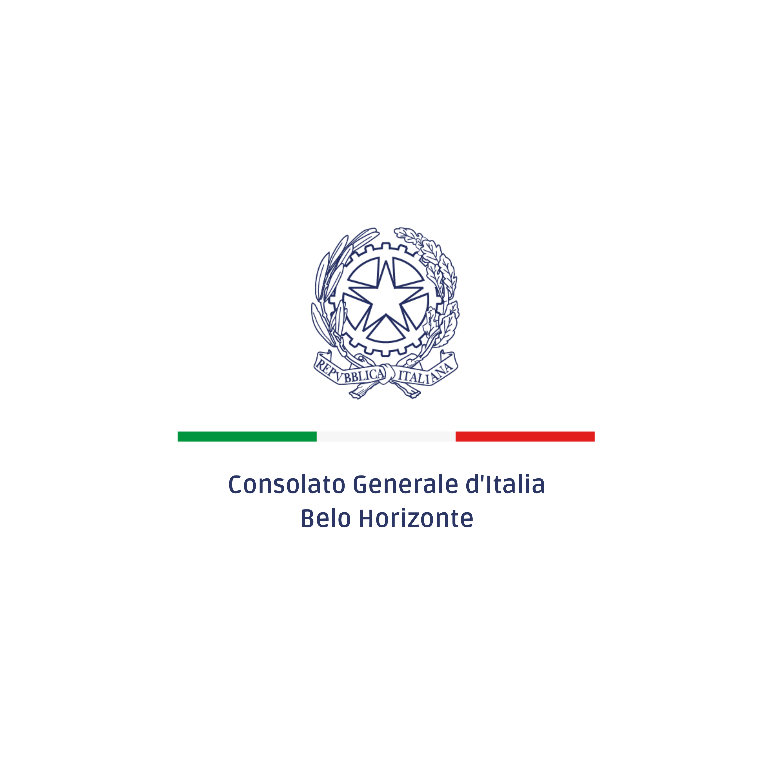 REPVBBLICA ITALIANA
Consolato Generale d'Italia
Belo Horizonte